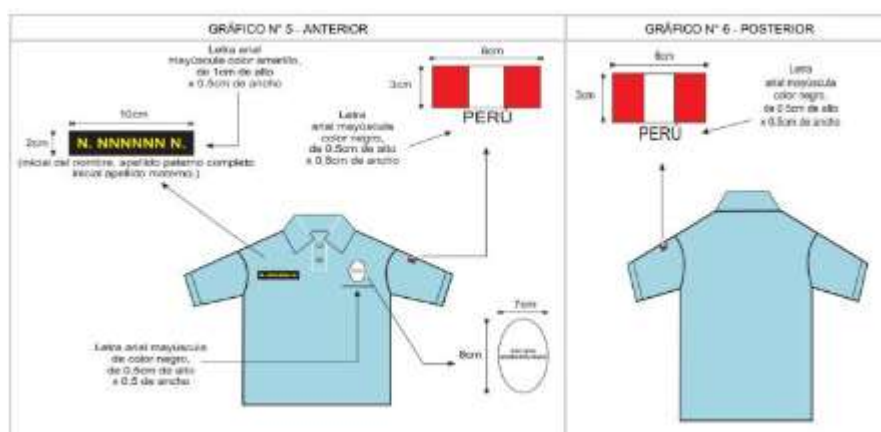 GRÁFICO N° 5 - ANTERIOR
Letra arial
mayúscula color amarillo,
de 1cm de alto
x 0.5cm de ancho
10cm
2cm
N. NNNNNN N.
(inicial del nombre, apellido paterno completo
inicial apellido materno.)
6cm
3cm
PERÚ
Letra
arial mayúscula
color negro,
de 0.5cm de alto
x 0.5cm de ancho
Letra arial mayúscula
de color negro,
de 0.5cm de alto
x 0.5 de ancho
7cm
8cm
GRÁFICO N° 6 - POSTERIOR
6cm
3cm
PERÚ
Letra
arial mayúscula
color negro,
de 0.5cm de alto
x 0.5cm de ancho